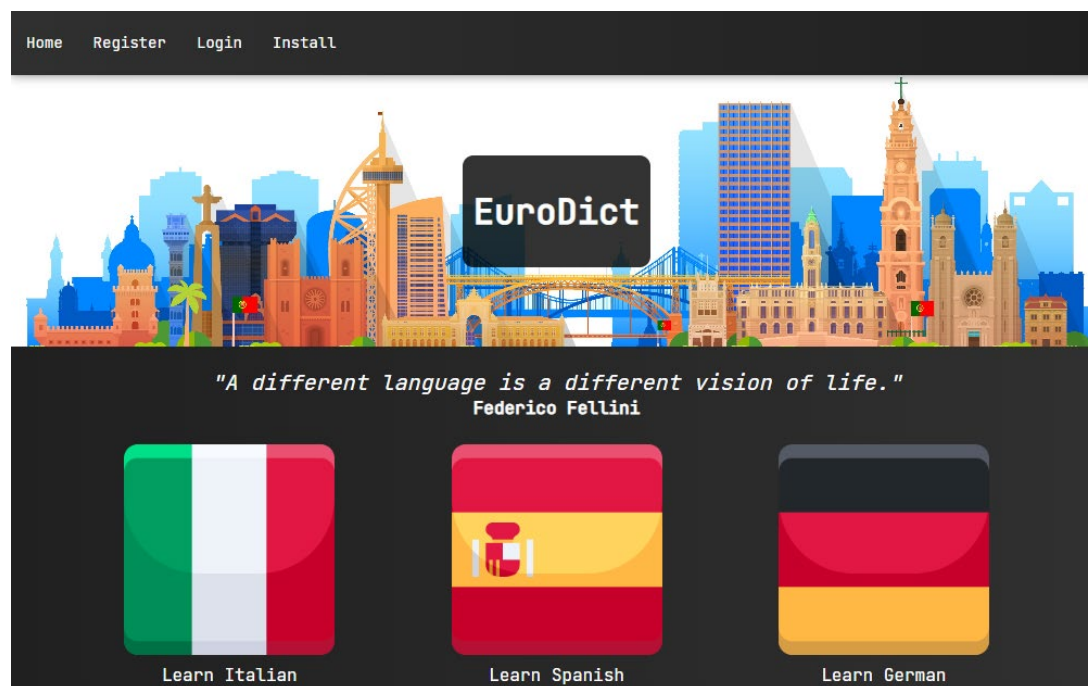 Home Register Login Install
EuroDict
"A different language is a different vision of life."
Federico Fellini
Learn Italian Learn Spanish Learn German